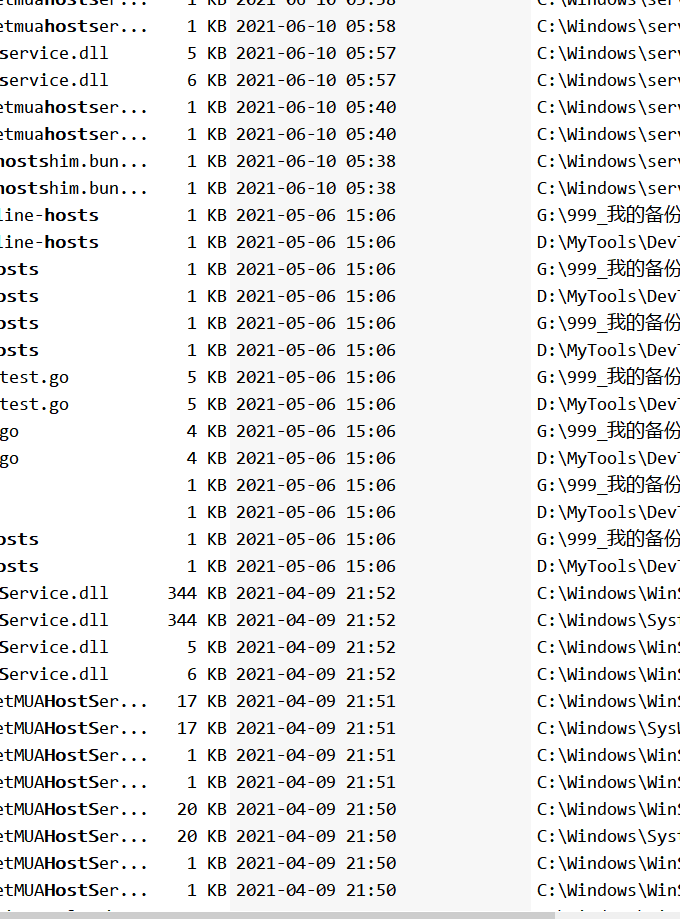 etmuahostser... 1 KB 2021-06-10 05:58 C:\Windows\serv
etmuahostser... 1 KB 2021-06-10 05:58 C:\Windows\serv
service.dll 5 KB 2021-06-10 05:57 C:\Windows\serv
service.dll 6 KB 2021-06-10 05:57 C:\Windows\serv
etmuahostser... 1 KB 2021-06-10 05:40 C:\Windows\serv
etmuahostser... 1 KB 2021-06-10 05:40 C:\Windows\serv
hostshim.bun... 1 KB 2021-06-10 05:38 C:\Windows\serv
hostshim.bun... 1 KB 2021-06-10 05:38 C:\Windows\serv
line-hosts 1 KB 2021-05-06 15:06 G:\999_我的备份
line-hosts 1 KB 2021-05-06 15:06 D:\MyTools\DevT
osts 1 KB 2021-05-06 15:06 G:\999_我的备份
osts 1 KB 2021-05-06 15:06 D:\MyTools\DevT
osts 1 KB 2021-05-06 15:06 G:\999_我的备份
osts 1 KB 2021-05-06 15:06 D:\MyTools\DevT
test.go 5 KB 2021-05-06 15:06 G:\999_我的备份
test.go 5 KB 2021-05-06 15:06 D:\MyTools\DevT
go 4 KB 2021-05-06 15:06 G:\999_我的备份
go 4 KB 2021-05-06 15:06 D:\MyTools\DevT
1 KB 2021-05-06 15:06 G:\999_我的备份
1 KB 2021-05-06 15:06 D:\MyTools\DevT
osts 1 KB 2021-05-06 15:06 G:\999_我的备份
osts 1 KB 2021-05-06 15:06 D:\MyTools\DevT
Service.dll 344 KB 2021-04-09 21:52 C:\Windows\WinS
Service.dll 344 KB 2021-04-09 21:52 C:\Windows\Syst
Service.dll 5 KB 2021-04-09 21:52 C:\Windows\WinS
Service.dll 6 KB 2021-04-09 21:52 C:\Windows\WinS
etMUAHostSer... 17 KB 2021-04-09 21:51 C:\Windows\WinS
etMUAHostSer... 17 KB 2021-04-09 21:51 C:\Windows\SysW
etMUAHostSer... 1 KB 2021-04-09 21:51 C:\Windows\WinS
etMUAHostSer... 1 KB 2021-04-09 21:51 C:\Windows\WinS
etMUAHostSer... 20 KB 2021-04-09 21:50 C:\Windows\WinS
etMUAHostSer... 20 KB 2021-04-09 21:50 C:\Windows\Syst
etMUAHostSer... 1 KB 2021-04-09 21:50 C:\Windows\WinS
etMUAHostSer... 1 KB 2021-04-09 21:50 C:\Windows\WinS